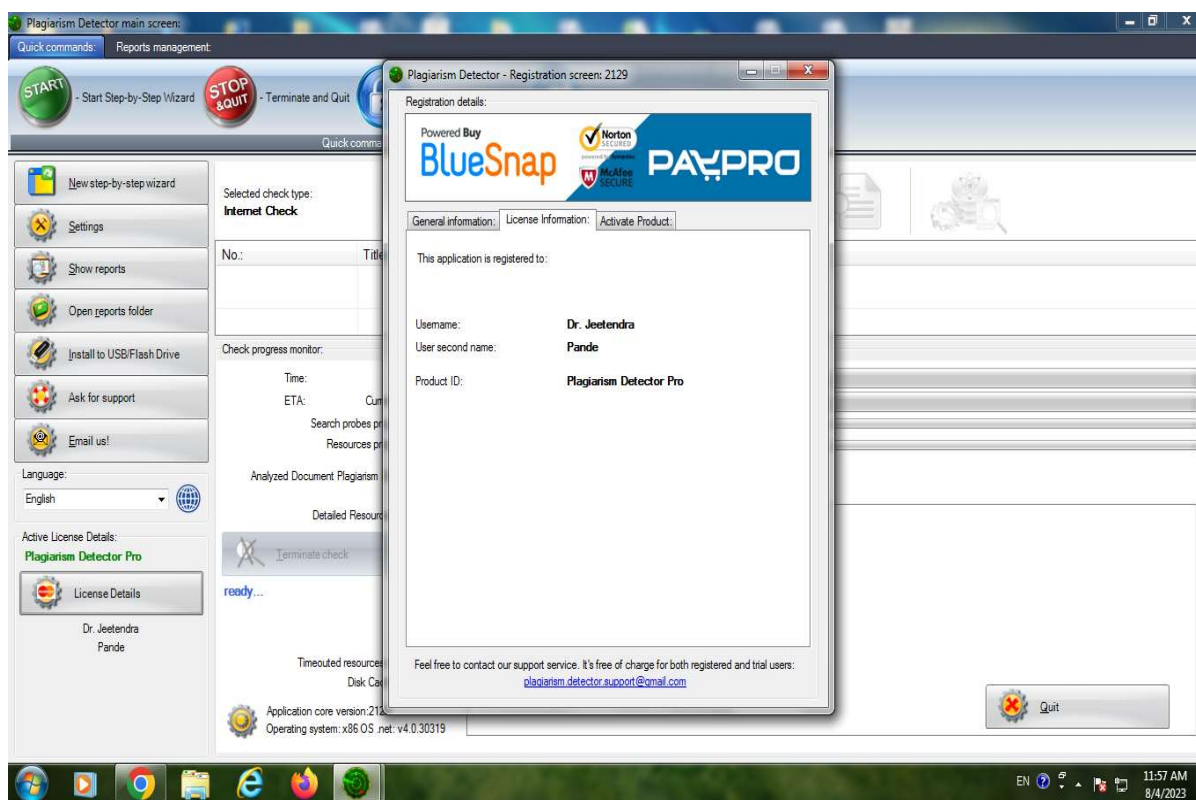 Plagiarism Detector main screen:
Quick commands: Reports management:
START - Start Step-by-Step Wizard STOP &QUIT - Terminate and Quit
Quick comma
New step-by-step wizard
Settings
Show reports
Open reports folder
Install to USB/Flash Drive
Ask for support
Email us!
Language:
English
Active License Details:
Plagiarism Detector Pro
License Details
Dr. Jeetendra
Pande
Selected check type:
Internet Check
No.: Title
Check progress monitor:
Time:
ETA:
Search probes
Resources
Analyzed Document Plagiarism
Detailed
Terminate check
ready...
Timeouted resources
Disk
Application core version:212
Operating system: x86 OS .net: v4.0.30319
Plagiarism Detector - Registration screen: 2129
Registration details:
Powered Buy
BlueSnap
Norton
SECURED
McAfee
SECURE
PAYPRO
General information: License Information: Activate Product:
This application is registered to:
Username: Dr. Jeetendra
User second name: Pande
Product ID: Plagiarism Detector Pro
Feel free to contact our support service. It's free of charge for both registered and trial users:
plagiarism.detector.support@gmail.com
Quit
EN
11:57 AM
8/4/2023